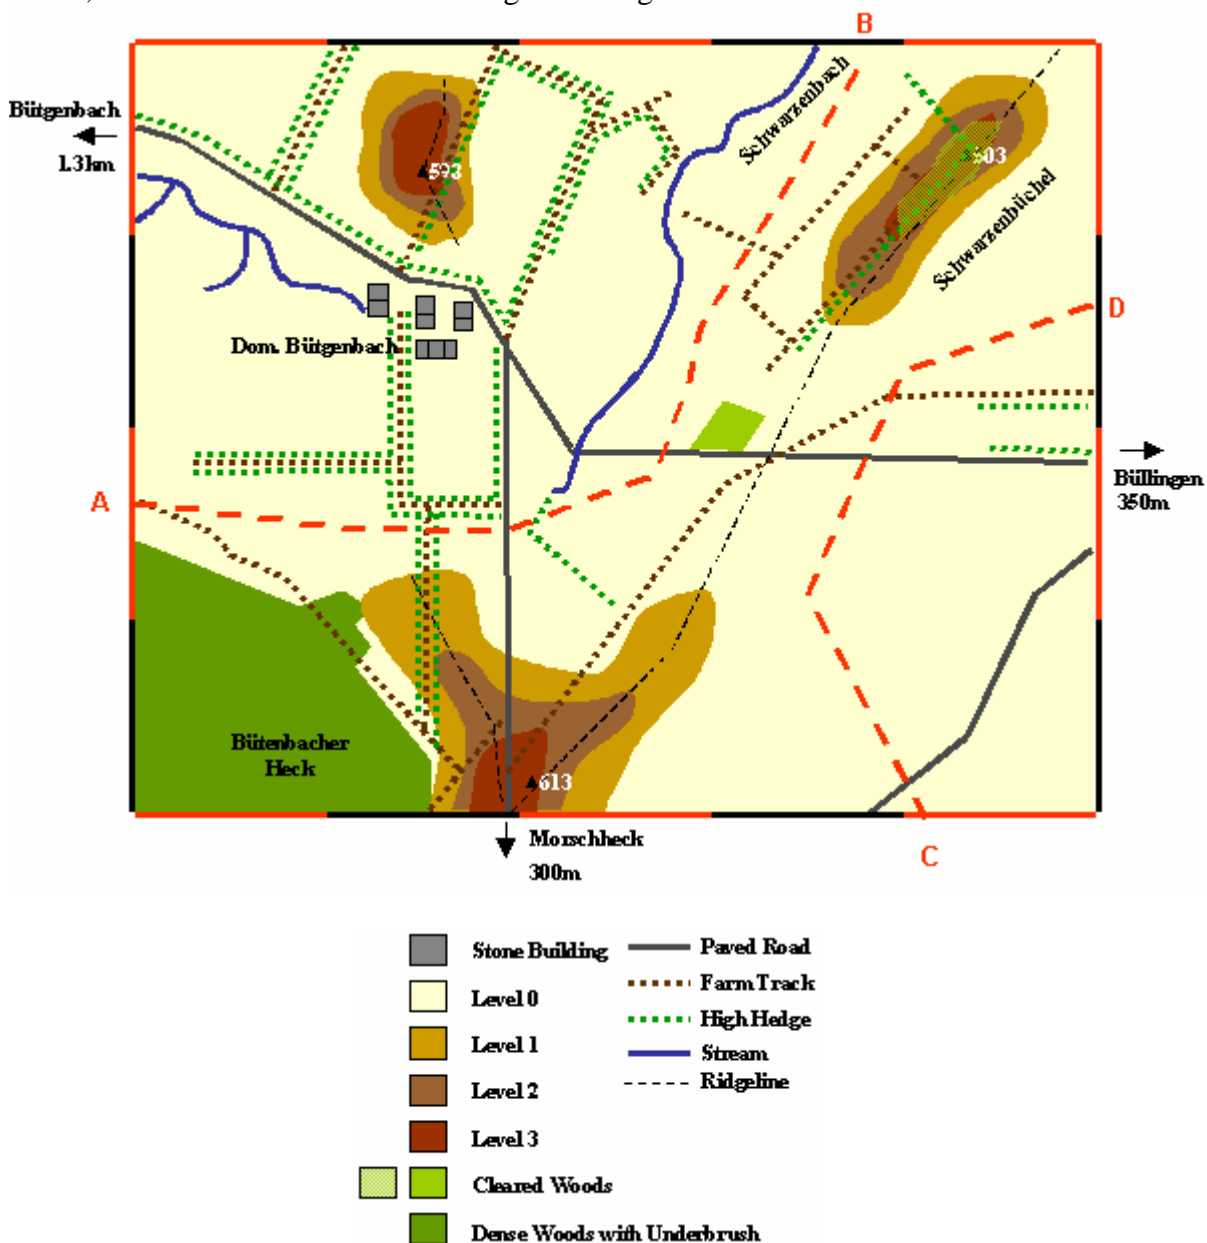 B
Bütgenbach
1.3km
Schwarzenbach
593
603
Schwarzenbüchel
D
Dom. Bütgenbach
A
Büllingen
350m
Bütenbacher
Heck
613
Morschheck
300m
C
Stone Building
Paved Road
Level 0
Farm Track
Level 1
High Hedge
Level 2
Stream
Ridgeline
Level 3
Cleared Woods
Dense Woods with Underbrush